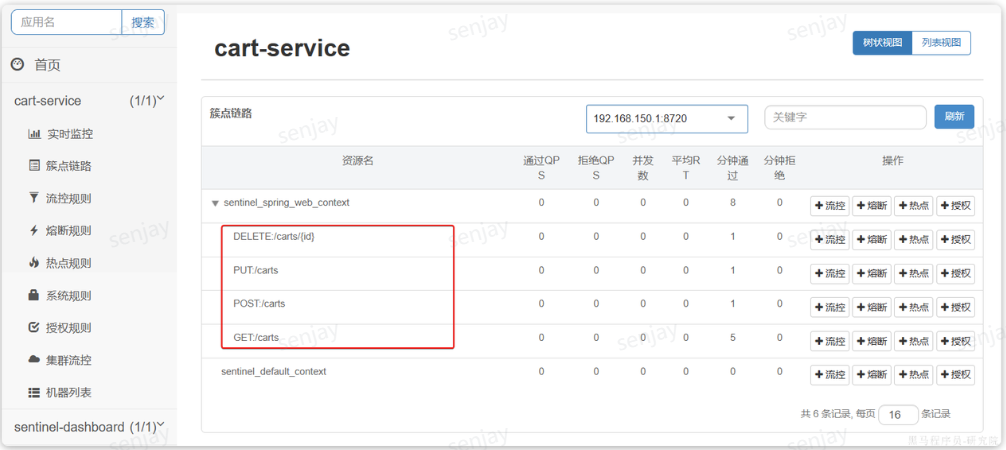 应用名 搜索
首页
cart-service (1/1)
实时监控
簇点链路
流控规则
熔断规则
热点规则
系统规则
授权规则
集群流控
机器列表
sentinel-dashboard (1/1)
cart-service 树状视图 列表视图
簇点链路 192.168.150.1:8720 关键字 刷新
资源名 通过QPS 拒绝QPS 并发数 平均RT 分钟通过 分钟拒绝 操作
sentinel_spring_web_context 0 0 0 0 8 0 +流控 +熔断 +热点 +授权
DELETE:/carts/{id} 0 0 0 0 1 0 +流控 +熔断 +热点 +授权
PUT:/carts 0 0 0 0 1 0 +流控 +熔断 +热点 +授权
POST:/carts 0 0 0 0 1 0 +流控 +熔断 +热点 +授权
GET:/carts 0 0 0 0 5 0 +流控 +熔断 +热点 +授权
sentinel_default_context 0 0 0 0 0 0 +流控 +熔断 +热点 +授权
共 6 条记录, 每页 16 条记录
senjay
黑马程序员-研究院